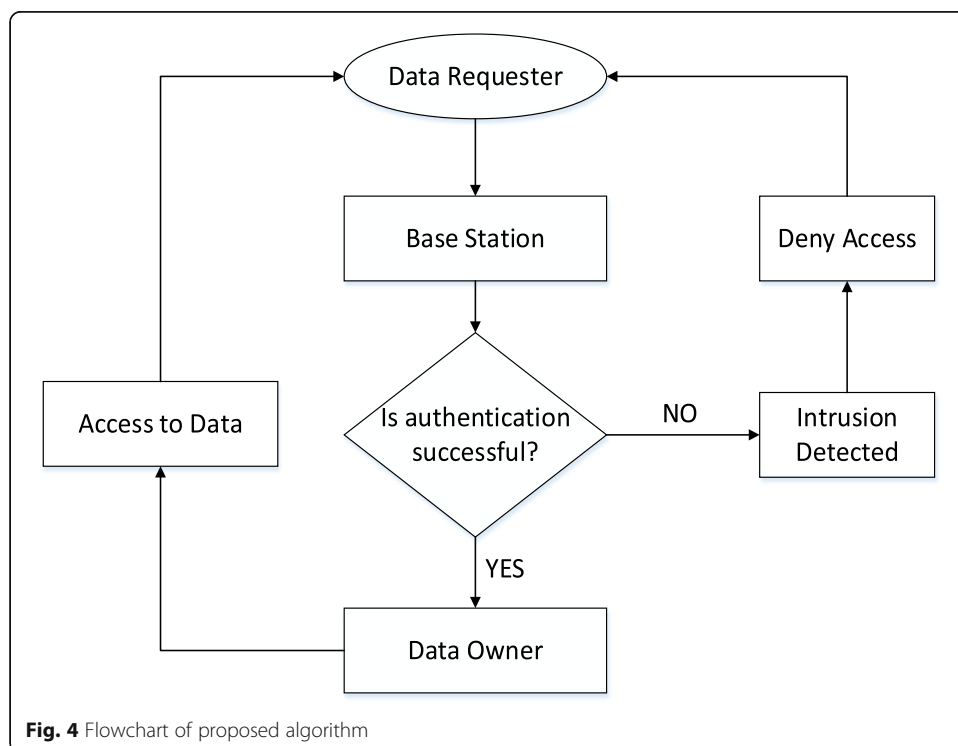 Data Requester
Base Station
Deny Access
Access to Data
Is authentication
successful?
NO
Intrusion
Detected
YES
Data Owner
Fig. 4 Flowchart of proposed algorithm